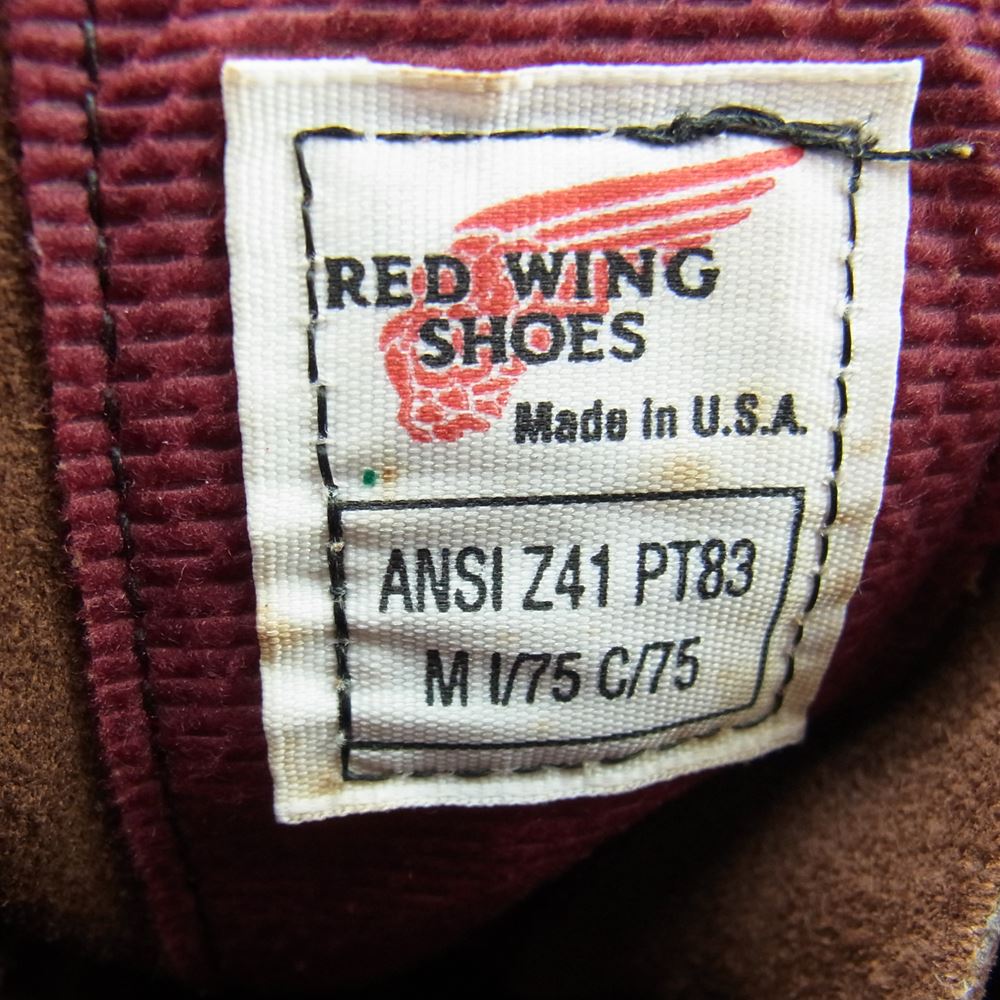 RED WING
SHOES
Made in U.S.A.
ANSI Z41 PT83
M I/75 C/75